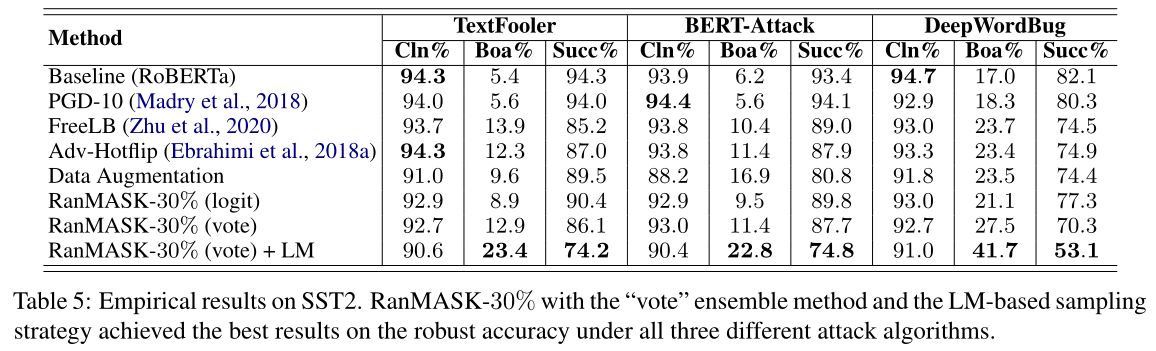 Method TextFooler BERT-Attack DeepWordBug
Cln% Boa% Succ% Cln% Boa% Succ% Cln% Boa% Succ%
Baseline (RoBERTa) 94.3 5.4 94.3 93.9 6.2 93.4 94.7 17.0 82.1
PGD-10 (Madry et al., 2018) 94.0 5.6 94.0 94.4 5.6 94.1 92.9 18.3 80.3
FreeLB (Zhu et al., 2020) 93.7 13.9 85.2 93.8 10.4 89.0 93.0 23.7 74.5
Adv-Hotflip (Ebrahimi et al., 2018a) 94.3 12.3 87.0 93.8 11.4 87.9 93.3 23.4 74.9
Data Augmentation 91.0 9.6 89.5 88.2 16.9 80.8 91.8 23.5 74.4
RanMASK-30% (logit) 92.9 8.9 90.4 92.9 9.5 89.8 93.0 21.1 77.3
RanMASK-30% (vote) 92.7 12.9 86.1 93.0 11.4 87.7 92.7 27.5 70.3
RanMASK-30% (vote) + LM 90.6 23.4 74.2 90.4 22.8 74.8 91.0 41.7 53.1
Table 5: Empirical results on SST2. RanMASK-30% with the “vote” ensemble method and the LM-based sampling
strategy achieved the best results on the robust accuracy under all three different attack algorithms.